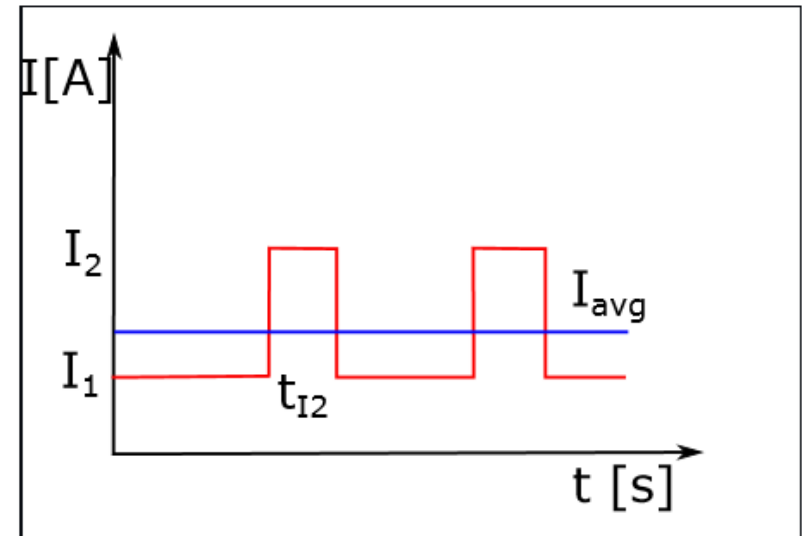 I[A]
I₂
Iavg
I₁
tI2
t [s]